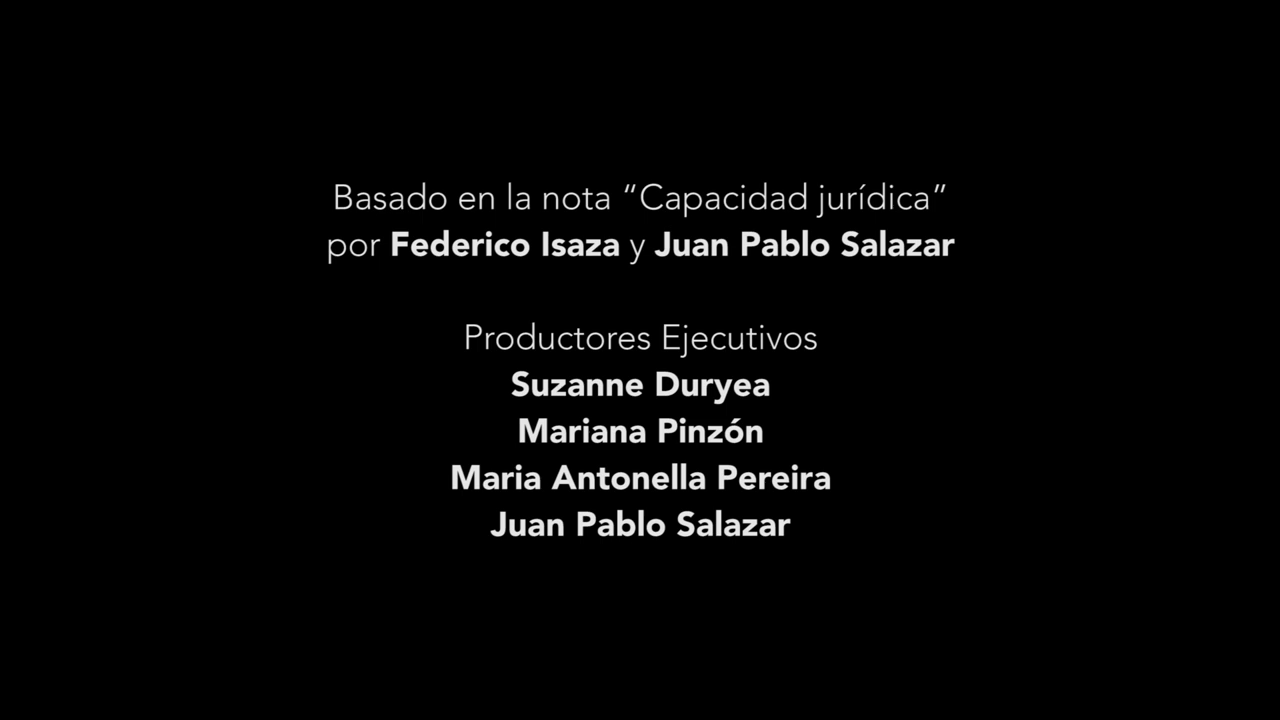 Basado en la nota “Capacidad jurídica”
por Federico Isaza y Juan Pablo Salazar
Productores Ejecutivos
Suzanne Duryea
Mariana Pinzón
Maria Antonella Pereira
Juan Pablo Salazar